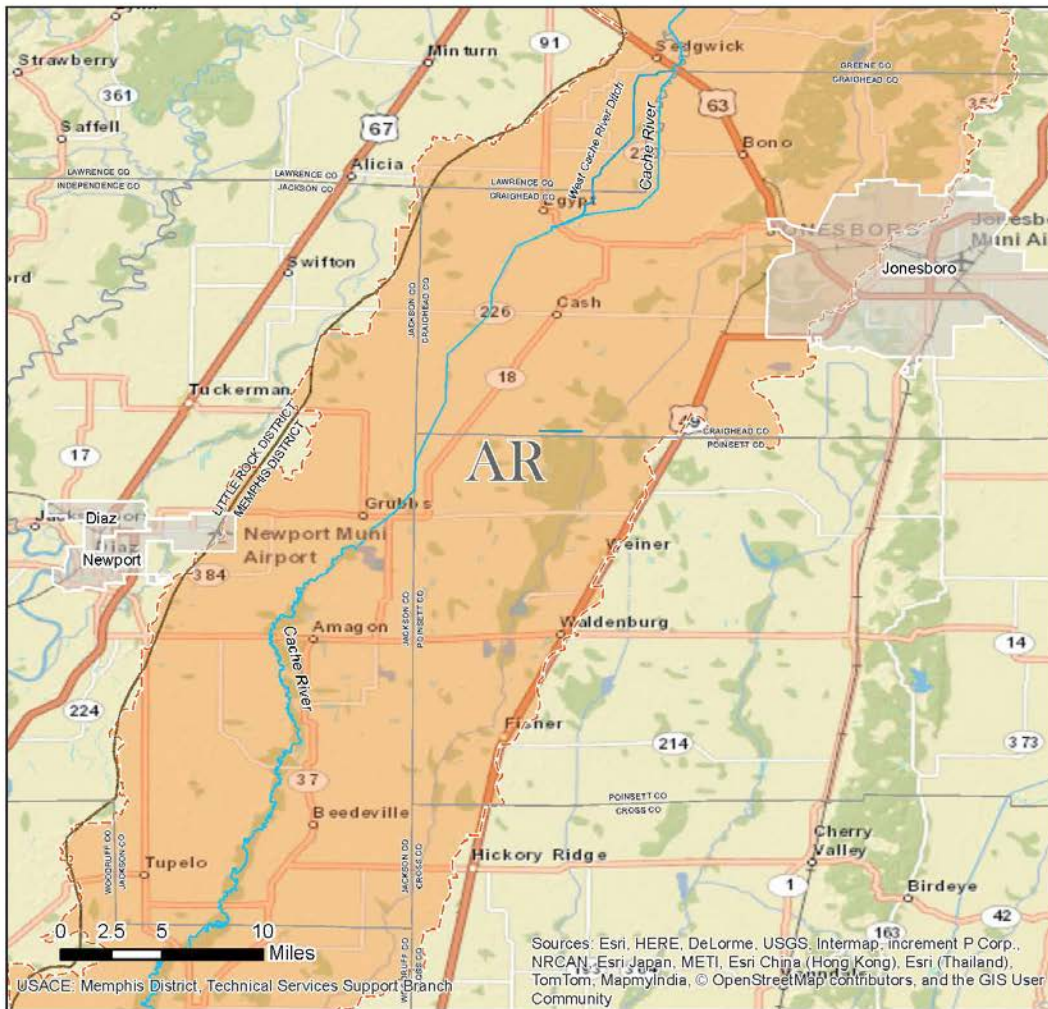 Strawberry
Minturn
91
Sedgwick
GREENE CO
CRAIGHEAD CO
361
67
63
Saffell
West Cache River Ditch
Cache River
Bono
LAWRENCE CO
INDEPENDENCE CO
Alicia
LAWRENCE CO
JACKSON CO
LAWRENCE CO
CRAIGHEAD CO
Egypt
JONESBORO
Jonesboro
Muni Air
Jonesboro
Swifton
JACKSON CO
CRAIGHEAD CO
226
Cash
18
Tuckerman
17
LITTLE ROCK DISTRICT
MEMPHIS DISTRICT
AR
49
CRAIGHEAD CO
POINSETT CO
Diaz
Diaz
Newport
Grubbs
Newport Muni
Airport
384
Weiner
Amagon
Cache River
JACKSON CO
POINSETT CO
Waldenburg
14
224
Fisher
214
373
37
POINSETT CO
CROSS CO
Beedeville
WOODRUFF CO
JACKSON CO
Tupelo
JACKSON CO
CROSS CO
Hickory Ridge
Cherry
Valley
1
Birdeye
42
163
0 2.5 5 10
Miles
WOODRUFF CO
CROSS CO
USACE: Memphis District, Technical Services Support Branch
Sources: Esri, HERE, DeLorme, USGS, Intermap, increment P Corp.,
NRCAN, Esri Japan, METI, Esri China (Hong Kong), Esri (Thailand),
TomTom, MapmyIndia, © OpenStreetMap contributors, and the GIS User
Community